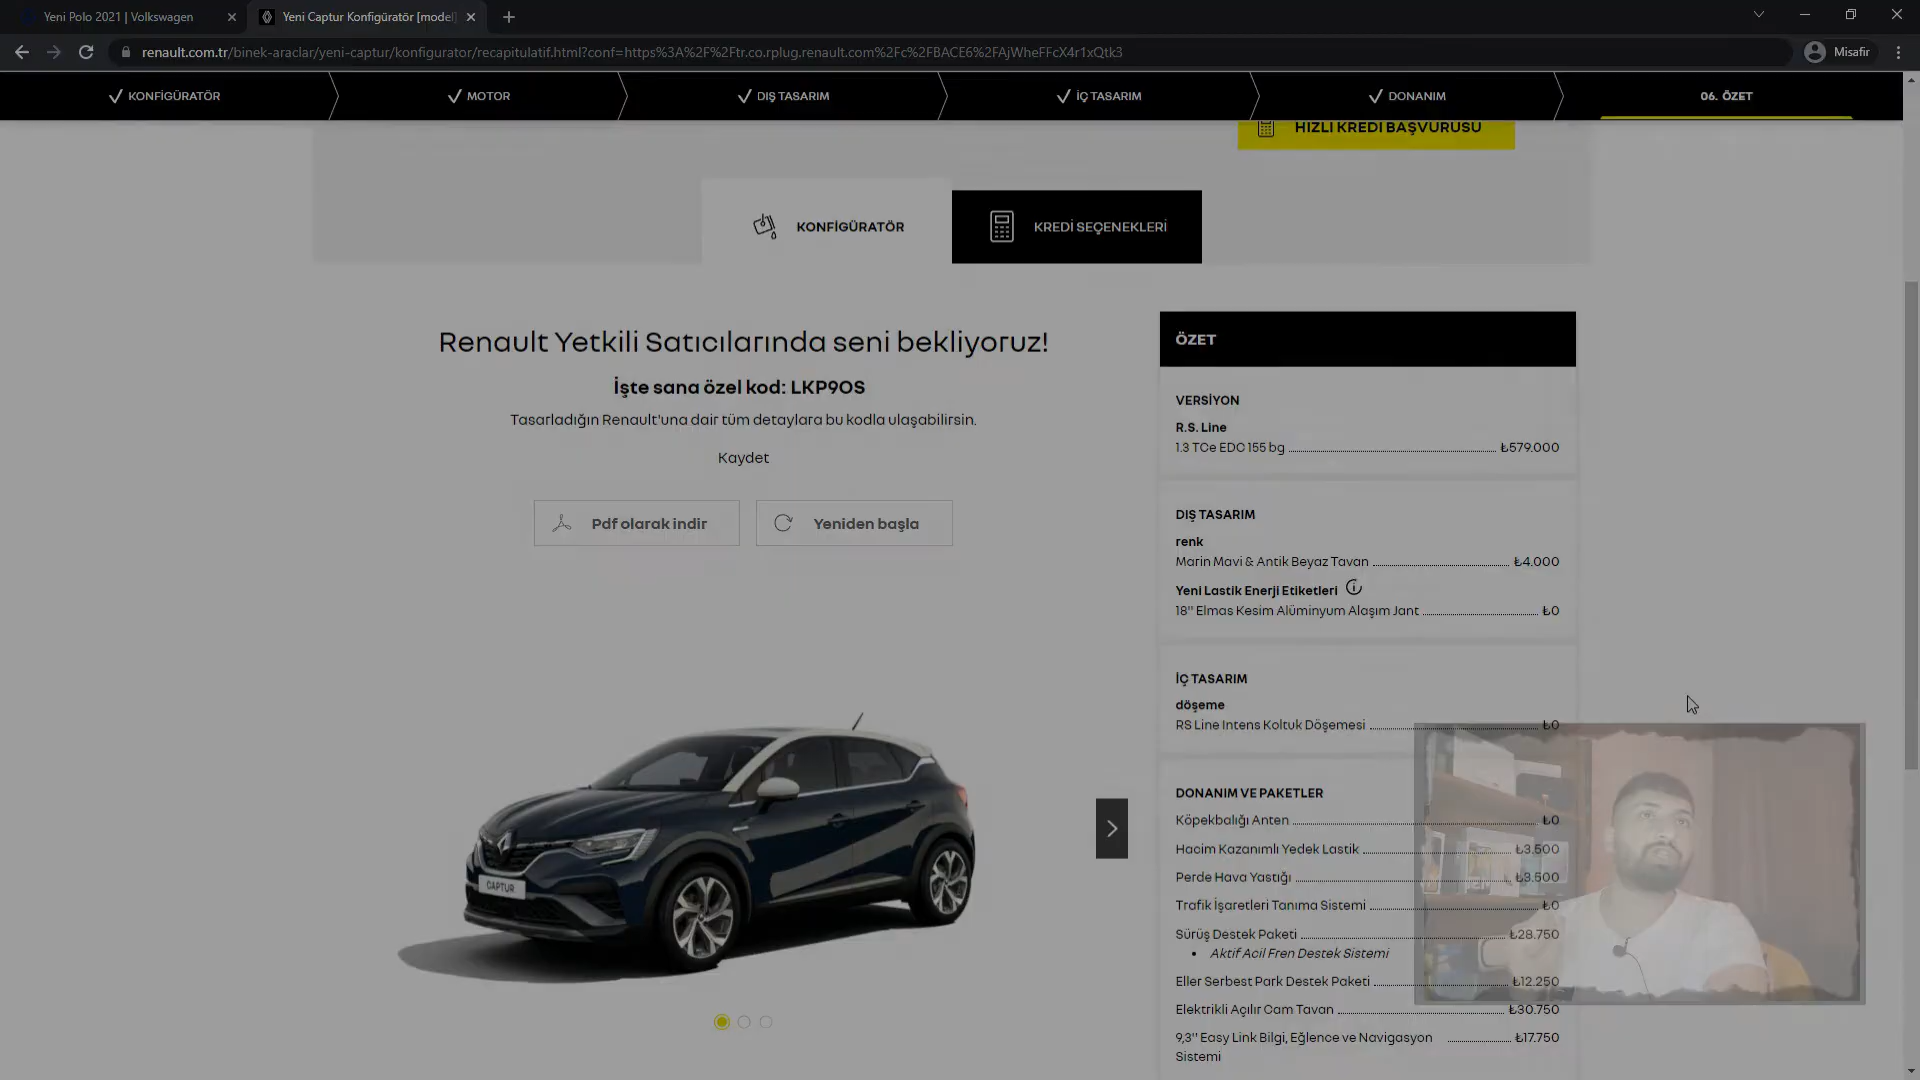 Yeni Polo 2021 | Volkswagen
Yeni Captur Konfigüratör [model]
renault.com.tr/binek-araclar/yeni-captur/konfigurator/recapitulatif.html?conf=https%3A%2F%2Ftr.co.rplug.renault.com%2Fc%2FBACE6%2FAjWheFFcX4r1xQtk3
Misafir
KONFİGÜRATÖR
MOTOR
DIŞ TASARIM
İÇ TASARIM
DONANIM
06. ÖZET
HIZLI KREDİ BAŞVURUSU
KONFİGÜRATÖR
KREDİ SEÇENEKLERİ
Renault Yetkili Satıcılarında seni bekliyoruz!
İşte sana özel kod: LKP9OS
Tasarladığın Renault'una dair tüm detaylara bu kodla ulaşabilirsin.
Kaydet
Pdf olarak indir
Yeniden başla
CAPTUR
ÖZET
VERSİYON
R.S. Line
1.3 TCe EDC 155 bg ₺579.000
DIŞ TASARIM
renk
Marin Mavi & Antik Beyaz Tavan ₺4.000
Yeni Lastik Enerji Etiketleri
18'' Elmas Kesim Alüminyum Alaşım Jant ₺0
İÇ TASARIM
döşeme
RS Line Intens Koltuk Döşemesi ₺0
DONANIM VE PAKETLER
Köpekbalığı Anten ₺0
Hacim Kazanımlı Yedek Lastik ₺3.500
Perde Hava Yastığı ₺3.500
Trafik İşaretleri Tanıma Sistemi ₺0
Sürüş Destek Paketi ₺28.750
• Aktif Acil Fren Destek Sistemi
Eller Serbest Park Destek Paketi ₺12.250
Elektrikli Açılır Cam Tavan ₺30.750
9,3'' Easy Link Bilgi, Eğlence ve Navigasyon ₺17.750
Sistemi